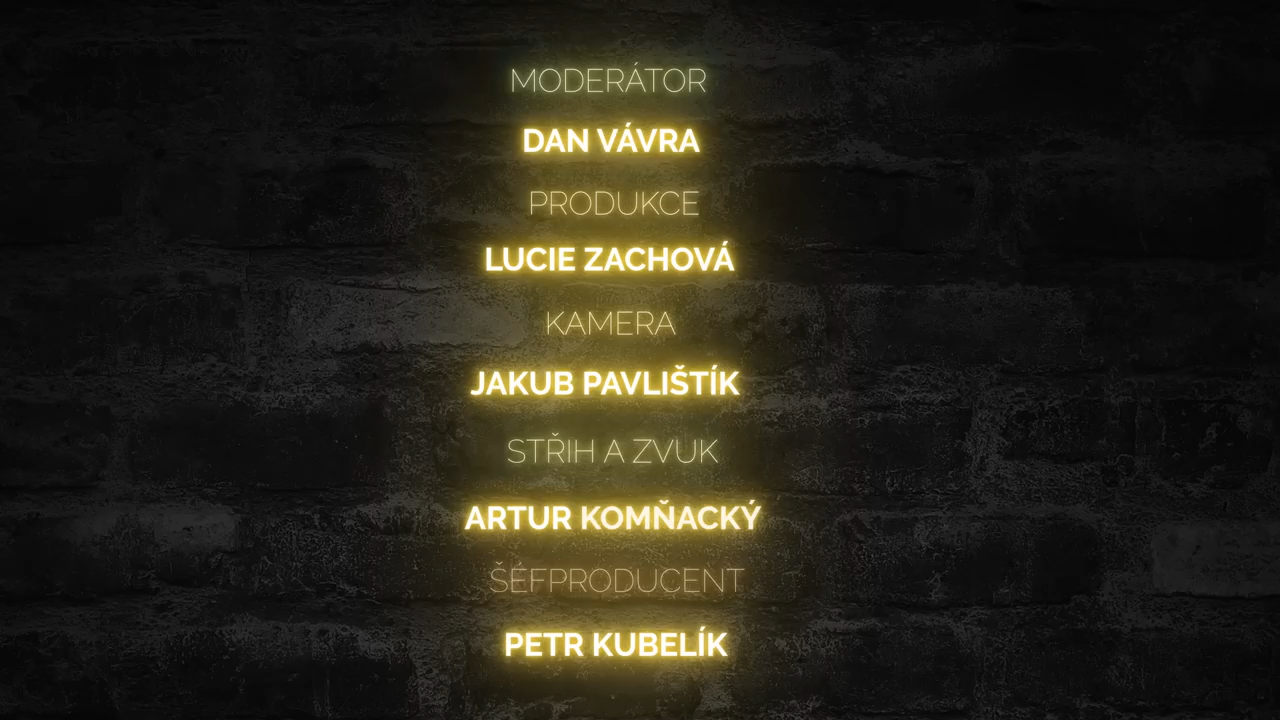 MODERÁTOR
DAN VÁVRA
PRODUKCE
LUCIE ZACHOVÁ
KAMERA
JAKUB PAVLIŠTÍK
STŘIH A ZVUK
ARTUR KOMŇACKÝ
ŠÉFPRODUCENT
PETR KUBELÍK